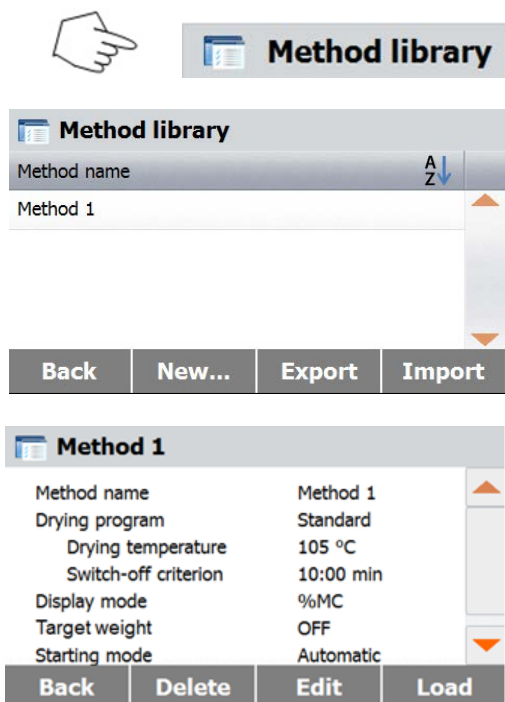 Method library
Method library
Method name A Z
Method 1
Back New... Export Import
Method 1
Method name Method 1
Drying program Standard
Drying temperature 105 ºC
Switch-off criterion 10:00 min
Display mode %MC
Target weight OFF
Starting mode Automatic
Back Delete Edit Load